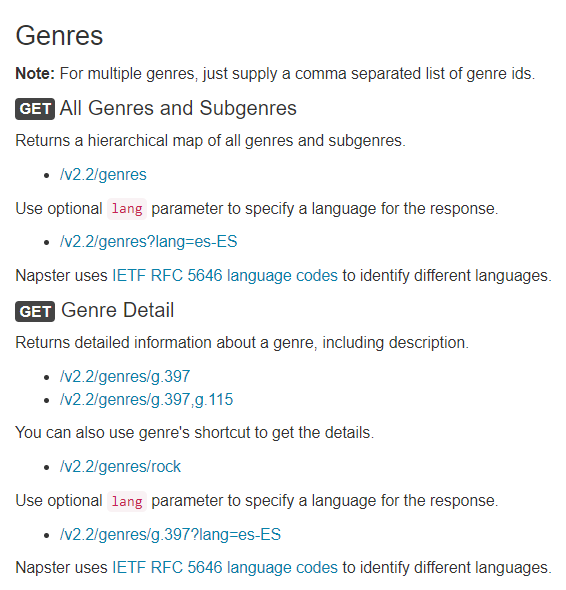 Genres
Note: For multiple genres, just supply a comma separated list of genre ids.
GET All Genres and Subgenres
Returns a hierarchical map of all genres and subgenres.
• /v2.2/genres
Use optional lang parameter to specify a language for the response.
• /v2.2/genres?lang=es-ES
Napster uses IETF RFC 5646 language codes to identify different languages.
GET Genre Detail
Returns detailed information about a genre, including description.
• /v2.2/genres/g.397
• /v2.2/genres/g.397,g.115
You can also use genre's shortcut to get the details.
• /v2.2/genres/rock
Use optional lang parameter to specify a language for the response.
• /v2.2/genres/g.397?lang=es-ES
Napster uses IETF RFC 5646 language codes to identify different languages.